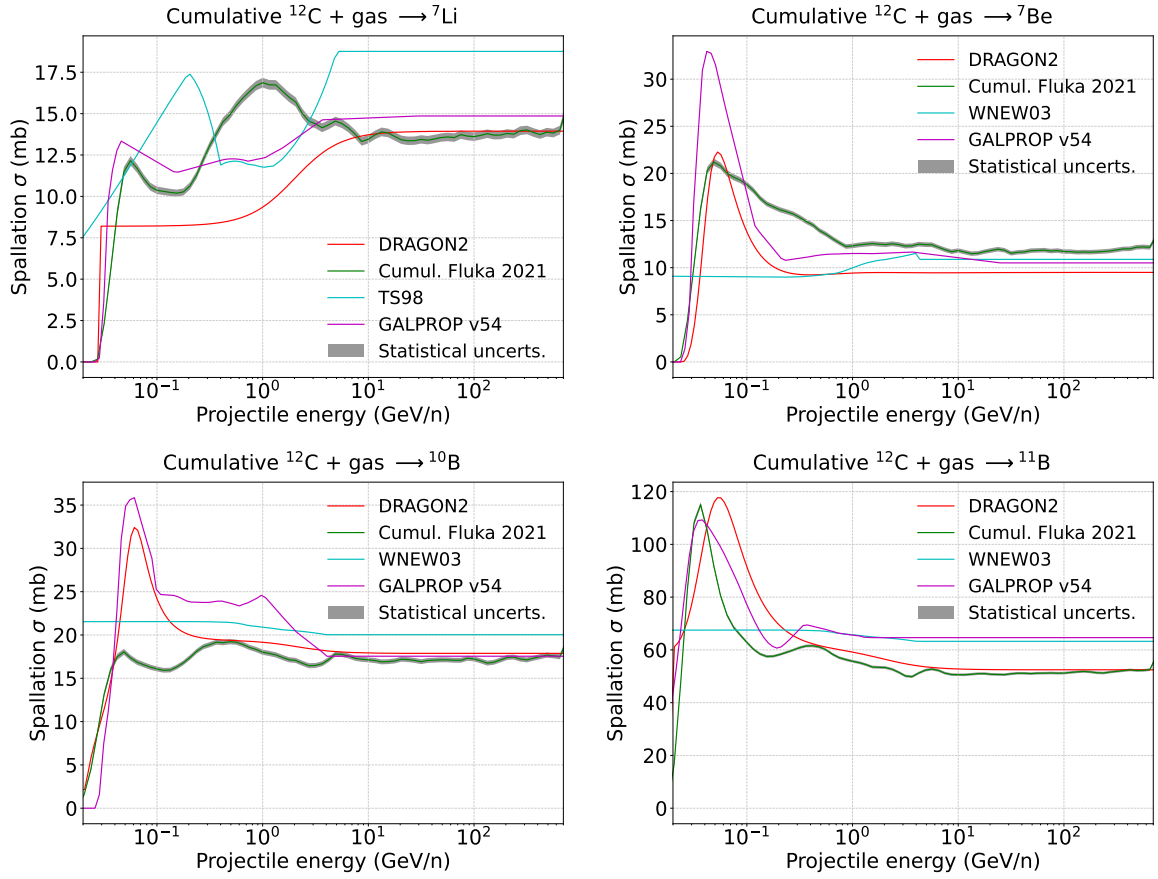 Cumulative ¹²C + gas ⟶ ⁷Li
Spallation σ (mb)
17.5
15.0
12.5
10.0
7.5
5.0
2.5
0.0
DRAGON2
Cumul. Fluka 2021
TS98
GALPROP v54
Statistical uncerts.
10⁻¹ 10⁰ 10¹ 10²
Projectile energy (GeV/n)
Cumulative ¹²C + gas ⟶ ⁷Be
Spallation σ (mb)
30
25
20
15
10
5
0
DRAGON2
Cumul. Fluka 2021
WNEW03
GALPROP v54
Statistical uncerts.
10⁻¹ 10⁰ 10¹ 10²
Projectile energy (GeV/n)
Cumulative ¹²C + gas ⟶ ¹⁰B
Spallation σ (mb)
35
30
25
20
15
10
5
0
DRAGON2
Cumul. Fluka 2021
WNEW03
GALPROP v54
Statistical uncerts.
10⁻¹ 10⁰ 10¹ 10²
Projectile energy (GeV/n)
Cumulative ¹²C + gas ⟶ ¹¹B
Spallation σ (mb)
120
100
80
60
40
20
0
DRAGON2
Cumul. Fluka 2021
WNEW03
GALPROP v54
Statistical uncerts.
10⁻¹ 10⁰ 10¹ 10²
Projectile energy (GeV/n)